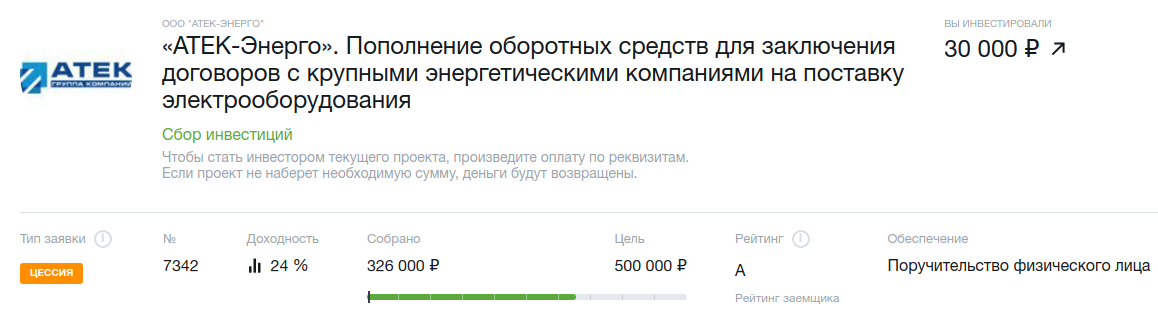 ООО "АТЕК-ЭНЕРГО"
ВЫ ИНВЕСТИРОВАЛИ
«АТЕК-Энерго». Пополнение оборотных средств для заключения
30 000 ₽
договоров с крупными энергетическими компаниями на поставку
электрооборудования
АТЕК
ГРУППА КОМПАНИЙ
Сбор инвестиций
Чтобы стать инвестором текущего проекта, произведите оплату по реквизитам.
Если проект не наберет необходимую сумму, деньги будут возвращены.
Тип заявки
№
Доходность
Собрано
Цель
Рейтинг
Обеспечение
ЦЕССИЯ
7342
24 %
326 000 ₽
500 000 ₽
А
Поручительство физического лица
Рейтинг заемщика